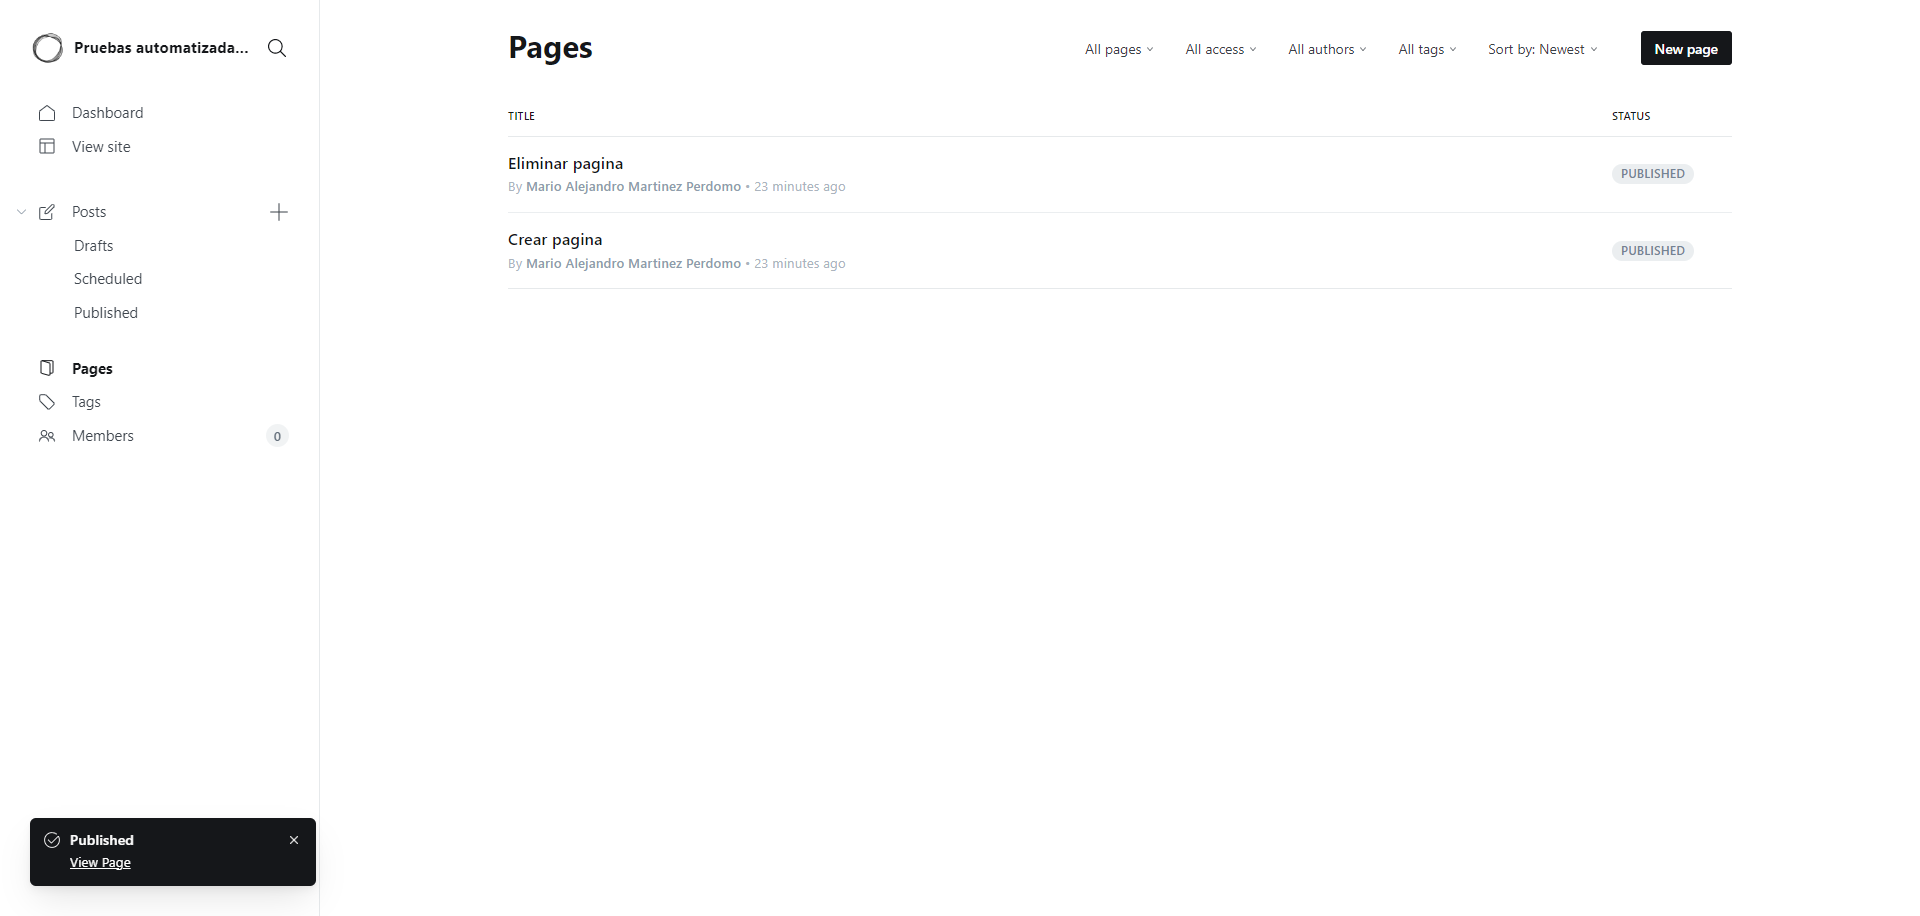 Pruebas automatizada...
Dashboard
View site
Posts
Drafts
Scheduled
Published
Pages
Tags
Members 0
Pages
All pages All access All authors All tags Sort by: Newest New page
TITLE STATUS
Eliminar pagina
By Mario Alejandro Martinez Perdomo • 23 minutes ago
PUBLISHED
Crear pagina
By Mario Alejandro Martinez Perdomo • 23 minutes ago
PUBLISHED
Published
View Page